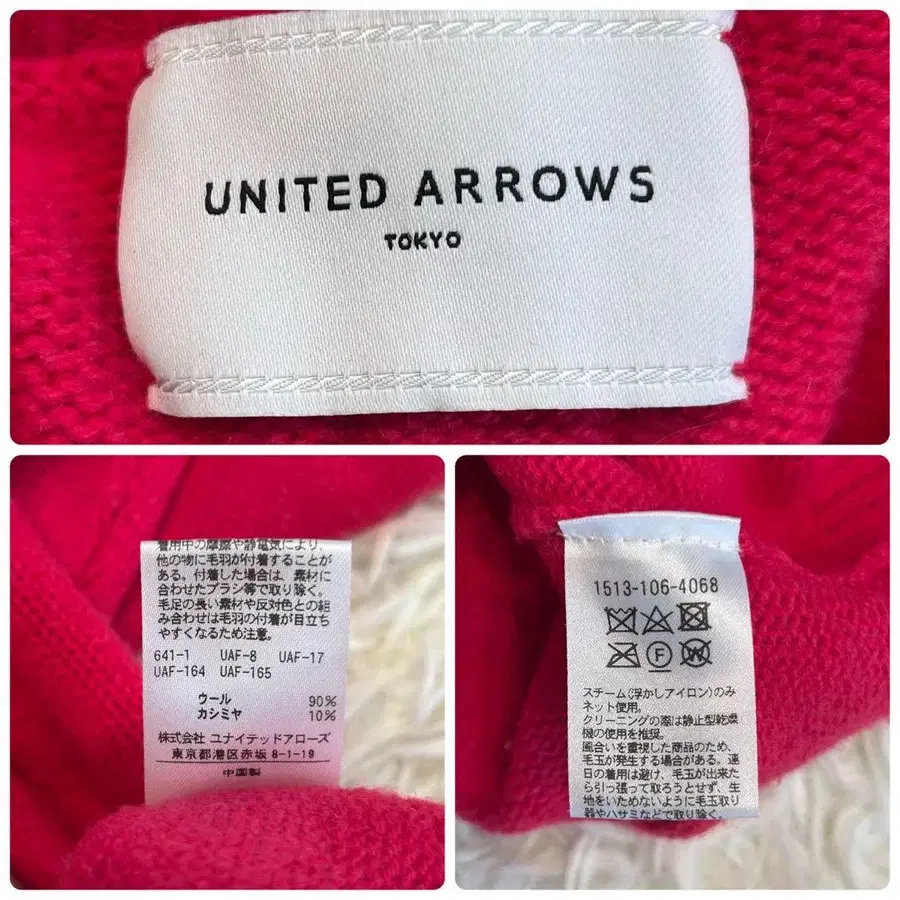 UNITED ARROWS
TOKYO
着用中の摩擦や静電気により、
他の物に毛羽が付着することが
ある。付着した場合は、素材に
合わせたブラシ等で取り除く。
毛足の長い素材や反対色との組
み合わせは毛羽の付着が目立ち
やすくなるため注意。
641-1 UAF-8 UAF-17
UAF-164 UAF-165
ウール 90%
カシミヤ 10%
株式会社 ユナイテッドアローズ
東京都港区赤坂 8-1-19
中国製
1513-106-4068
F W
スチーム(浮かしアイロン)のみ
ネット使用。
クリーニングの際は静止型乾燥
機の使用を推奨。
風合いを重視した商品のため、
毛玉が発生する場合がある。連
日の着用は避け、毛玉が出来た
ら引っ張って取ろうとせず、生
地をいためないように毛玉取り
器やハサミなどで取り除く。